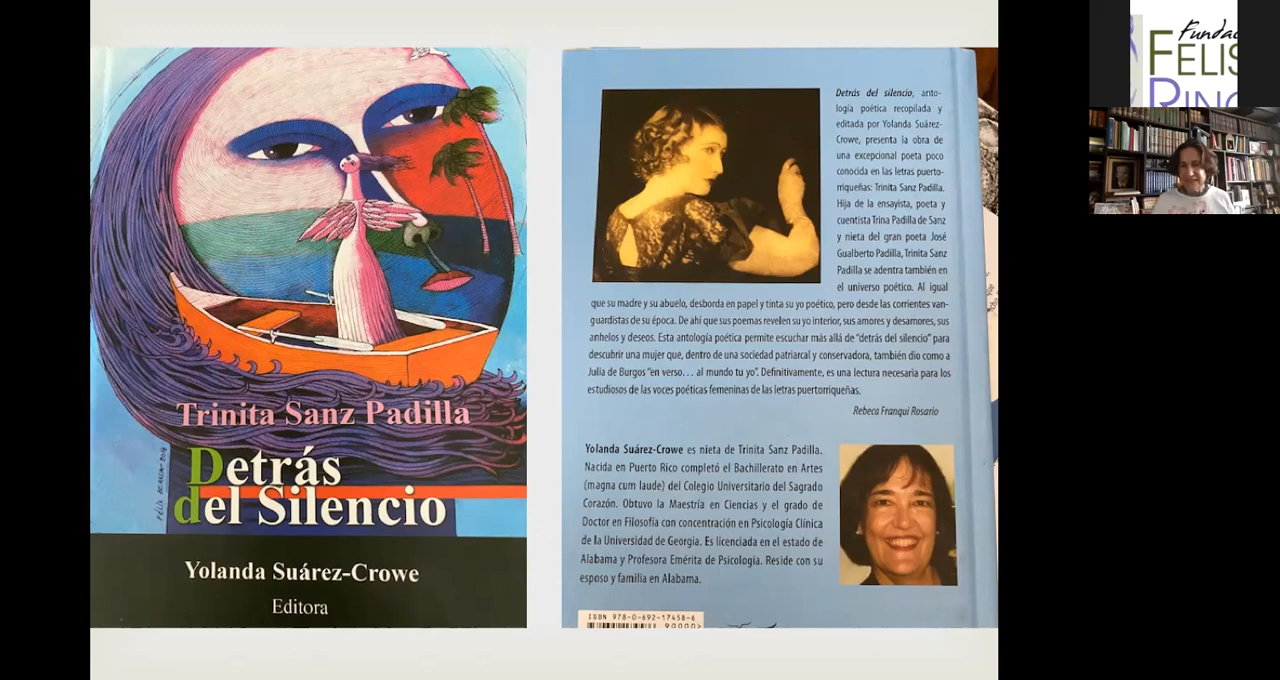 Trinita Sanz Padilla
Detrás
del Silencio
Yolanda Suárez-Crowe
Editora
Detrás del silencio, anto-
logía poética recopilada y
editada por Yolanda Suárez-
Crowe, presenta la obra de
una excepcional poeta poco
conocida en las letras puerto-
rriqueñas: Trinita Sanz Padilla.
Hija de la ensayista, poeta y
cuentista Trina Padilla de Sanz
y nieta del gran poeta José
Gualberto Padilla, Trinita Sanz
Padilla se adentra también en
el universo poético. Al igual
que su madre y su abuelo, desborda en papel y tinta su yo poético, pero desde las corrientes van-
guardistas de su época. De ahí que sus poemas revelen su yo interior, sus amores y desamores, sus
anhelos y deseos. Esta antología poética permite escuchar más allá de “detrás del silencio” para
descubrir una mujer que, dentro de una sociedad patriarcal y conservadora, también dio como a
Julia de Burgos “en verso… al mundo tu yo”. Definitivamente, es una lectura necesaria para los
estudiosos de las voces poéticas femeninas de las letras puertorriqueñas.
Rebeca Franqui Rosario
Yolanda Suárez-Crowe es nieta de Trinita Sanz Padilla.
Nacida en Puerto Rico completó el Bachillerato en Artes
(magna cum laude) del Colegio Universitario del Sagrado
Corazón. Obtuvo la Maestría en Ciencias y el grado de
Doctor en Filosofía con concentración en Psicología Clínica
de la Universidad de Georgia. Es licenciada en el estado de
Alabama y Profesora Emérita de Psicología. Reside con su
esposo y familia en Alabama.
ISBN 978-0-692-17458-6
90000>
Fundac
FELIS
RINC